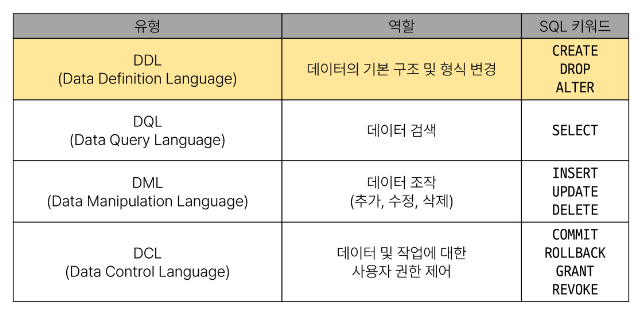 유형 역할 SQL 키워드
DDL
(Data Definition Language)
데이터의 기본 구조 및 형식 변경
CREATE
DROP
ALTER
DQL
(Data Query Language)
데이터 검색
SELECT
DML
(Data Manipulation Language)
데이터 조작
(추가, 수정, 삭제)
INSERT
UPDATE
DELETE
DCL
(Data Control Language)
데이터 및 작업에 대한
사용자 권한 제어
COMMIT
ROLLBACK
GRANT
REVOKE